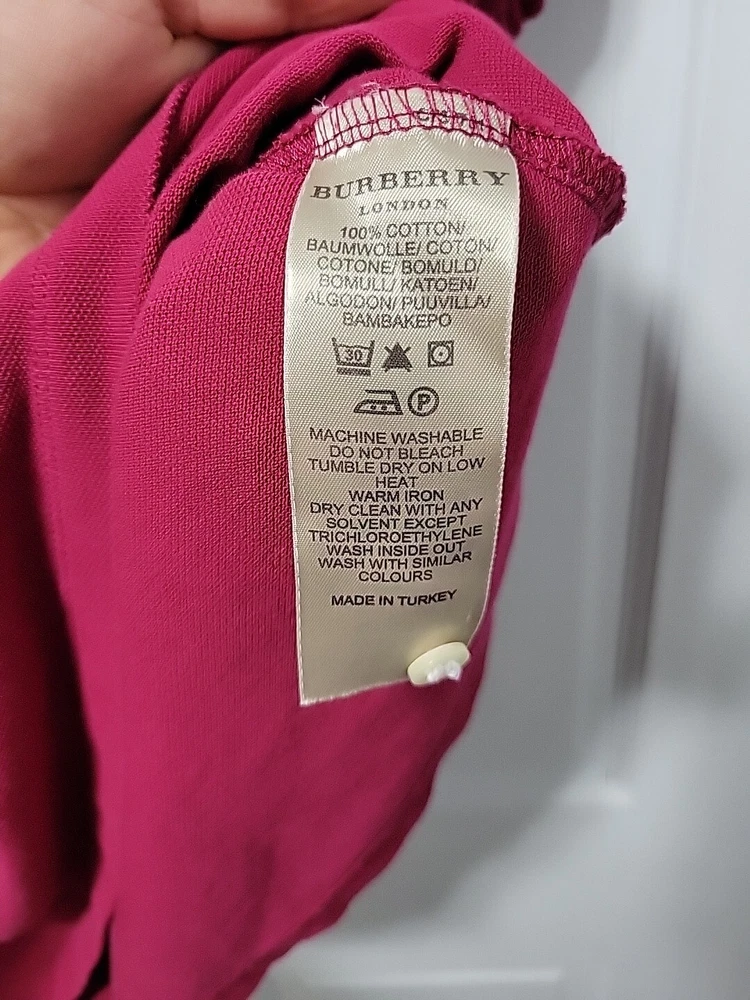 BURBERRY
LONDON
100% COTTON/
BAUMWOLLE/ COTON/
COTONE/ BOMULD/
BOMULL/ KATOEN/
ALGODON/ PUUVILLA/
BAMBAKEPO
30
P
MACHINE WASHABLE
DO NOT BLEACH
TUMBLE DRY ON LOW
HEAT
WARM IRON
DRY CLEAN WITH ANY
SOLVENT EXCEPT
TRICHLOROETHYLENE
WASH INSIDE OUT
WASH WITH SIMILAR
COLOURS
MADE IN TURKEY